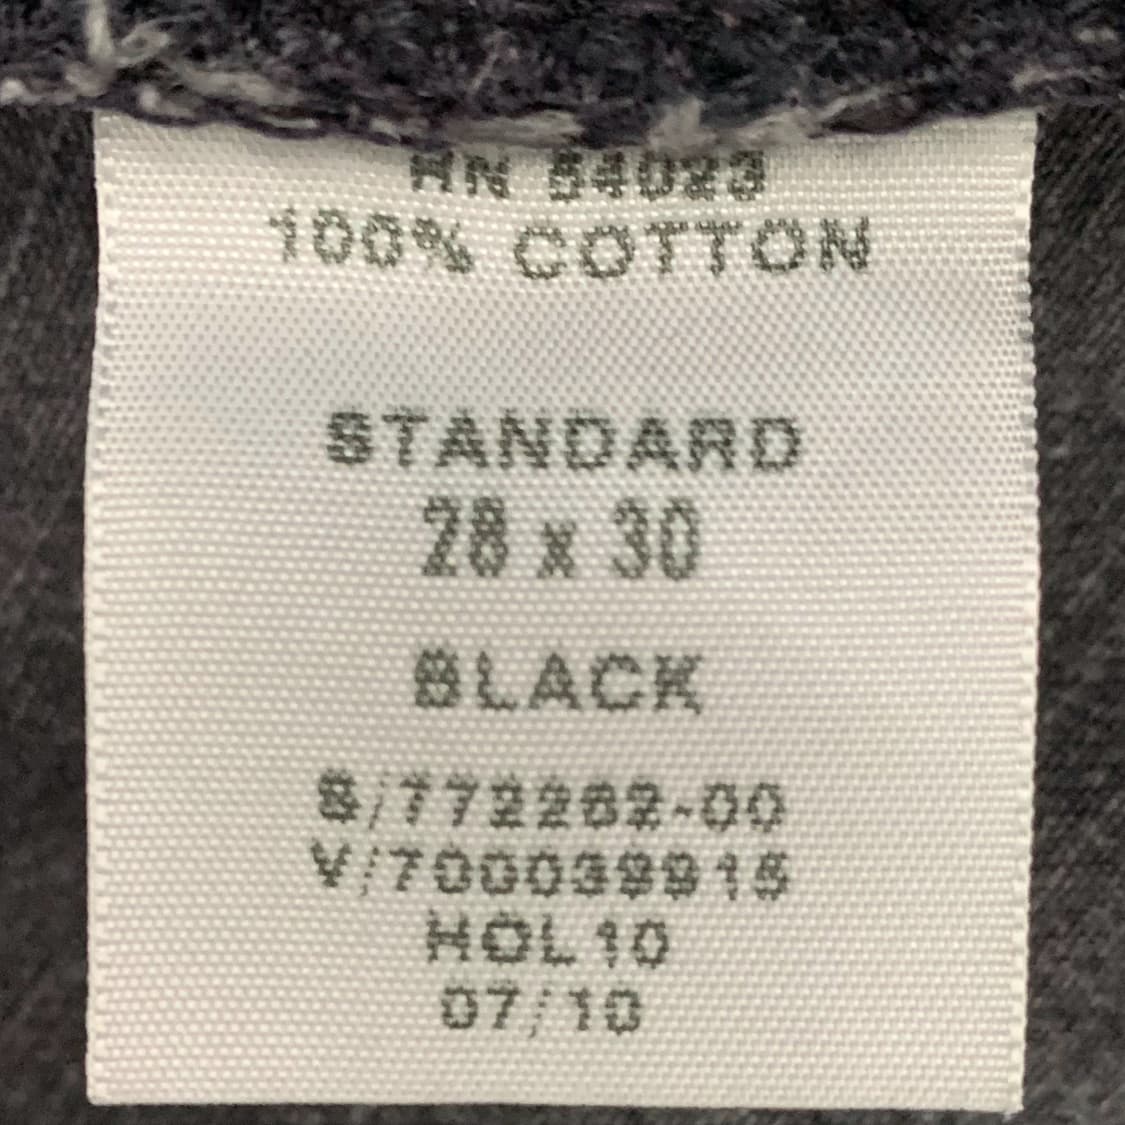 RN 54023
100% COTTON
STANDARD
28 x 30
BLACK
S/772262-00
V/700039915
HOL10
07/10